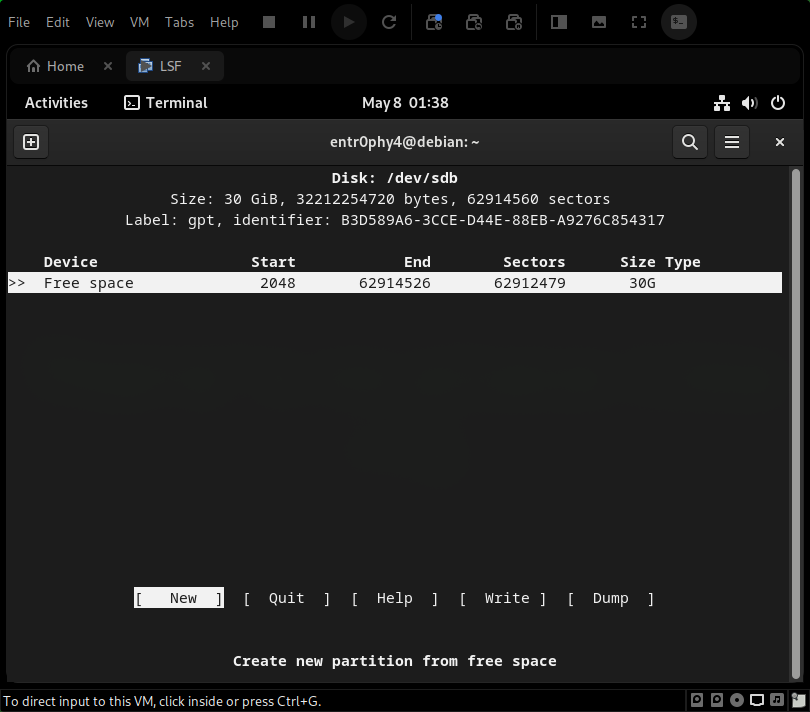 File Edit View VM Tabs Help
Home LSF
Activities Terminal May 8 01:38
entr0phy4@debian: ~
Disk: /dev/sdb
Size: 30 GiB, 32212254720 bytes, 62914560 sectors
Label: gpt, identifier: B3D589A6-3CCE-D44E-88EB-A9276C854317
Device Start End Sectors Size Type
>> Free space 2048 62914526 62912479 30G
[ New ] [ Quit ] [ Help ] [ Write ] [ Dump ]
Create new partition from free space
To direct input to this VM, click inside or press Ctrl+G.